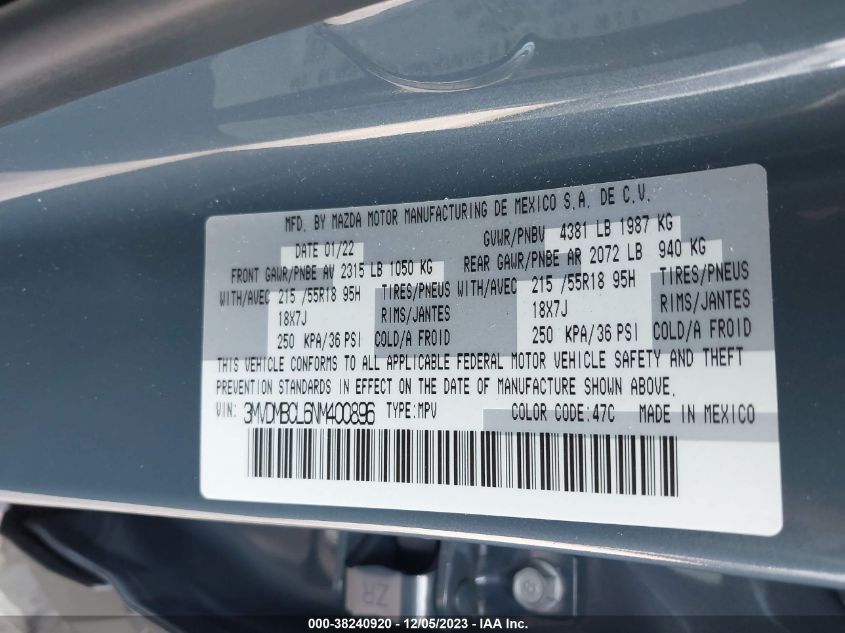 MFD. BY MAZDA MOTOR MANUFACTURING DE MEXICO S.A. DE C.V.
DATE 01/22 GVWR/PNBV 4381 LB 1987 KG
FRONT GAWR/PNBE AV 2315 LB 1050 KG REAR GAWR/PNBE AR 2072 LB 940 KG
WITH/AVEC 215 /55R18 95H TIRES/PNEUS WITH/AVEC 215 /55R18 95H TIRES/PNEUS
18X7J RIMS/JANTES 18X7J RIMS/JANTES
250 KPA/36 PSI COLD/A FROID 250 KPA/36 PSI COLD/A FROID
THIS VEHICLE CONFORMS TO ALL APPLICABLE FEDERAL MOTOR VEHICLE SAFETY AND THEFT
PREVENTION STANDARDS IN EFFECT ON THE DATE OF MANUFACTURE SHOWN ABOVE.
VIN: 3MVDMBCL6NM400896 TYPE:MPV COLOR CODE:47C MADE IN MEXICO
ZR
8
000-38240920 - 12/05/2023 - IAA Inc.